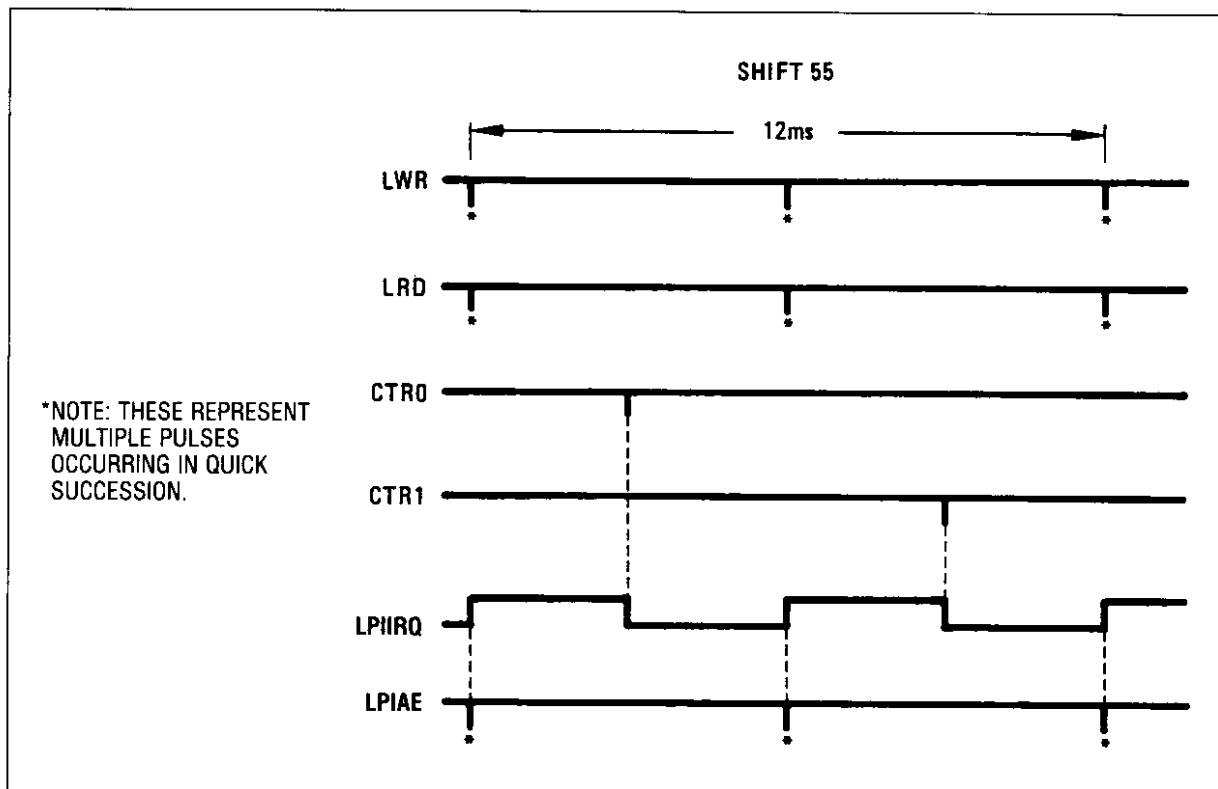 SHIFT 55
12ms
LWR
* * *
LRD
* * *
CTR0
*NOTE: THESE REPRESENT
MULTIPLE PULSES
OCCURRING IN QUICK
SUCCESSION.
CTR1
LPIIRQ
LPIAE
* * *